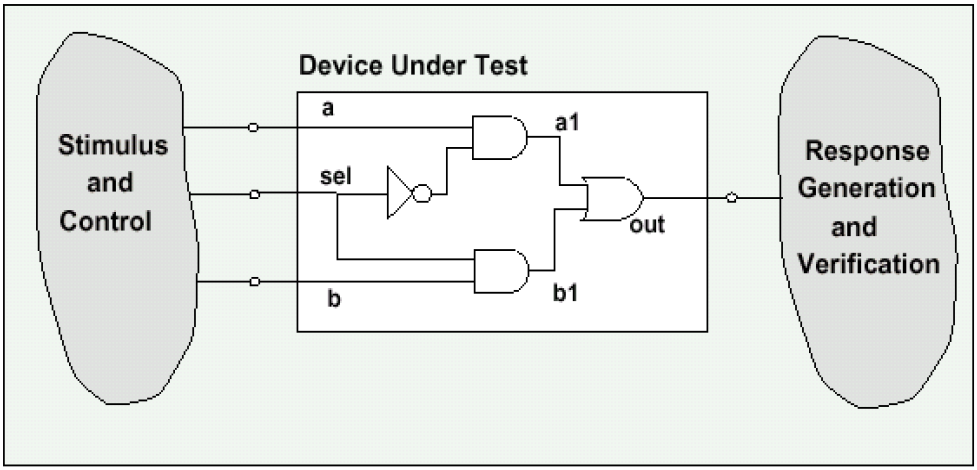 Device Under Test
Stimulus
and
Control
a
sel
b
a1
b1
out
Response
Generation
and
Verification